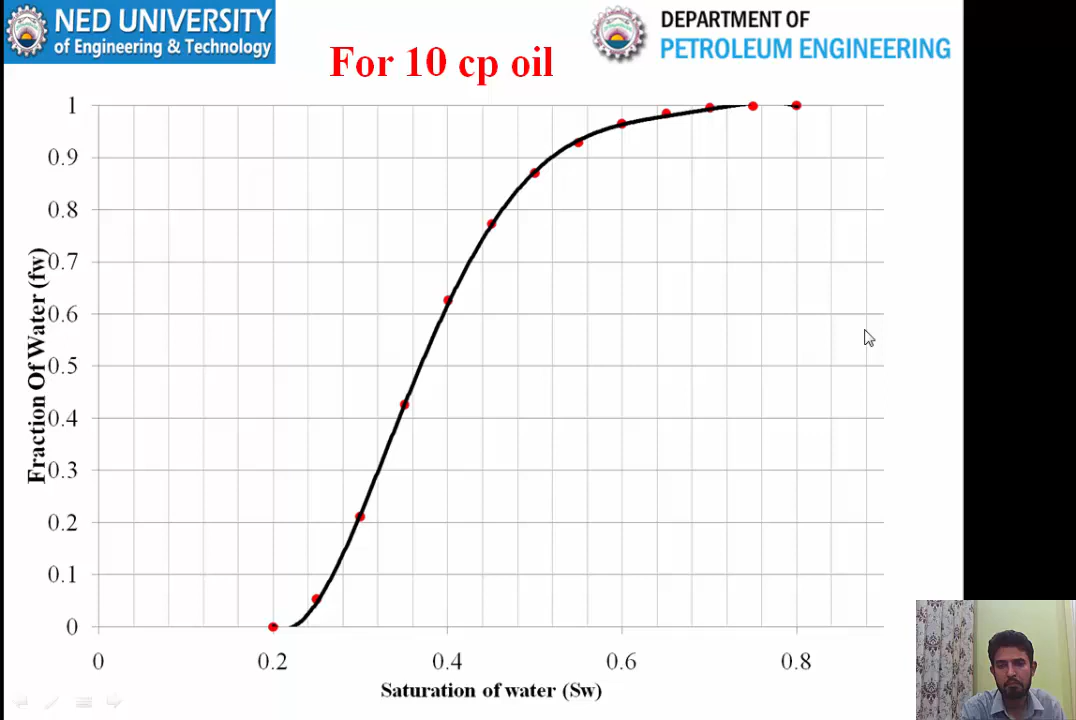 NED UNIVERSITY
of Engineering & Technology
DEPARTMENT OF
PETROLEUM ENGINEERING
For 10 cp oil
Fraction Of Water (fw)
1
0.9
0.8
0.7
0.6
0.5
0.4
0.3
0.2
0.1
0
0 0.2 0.4 0.6 0.8
Saturation of water (Sw)